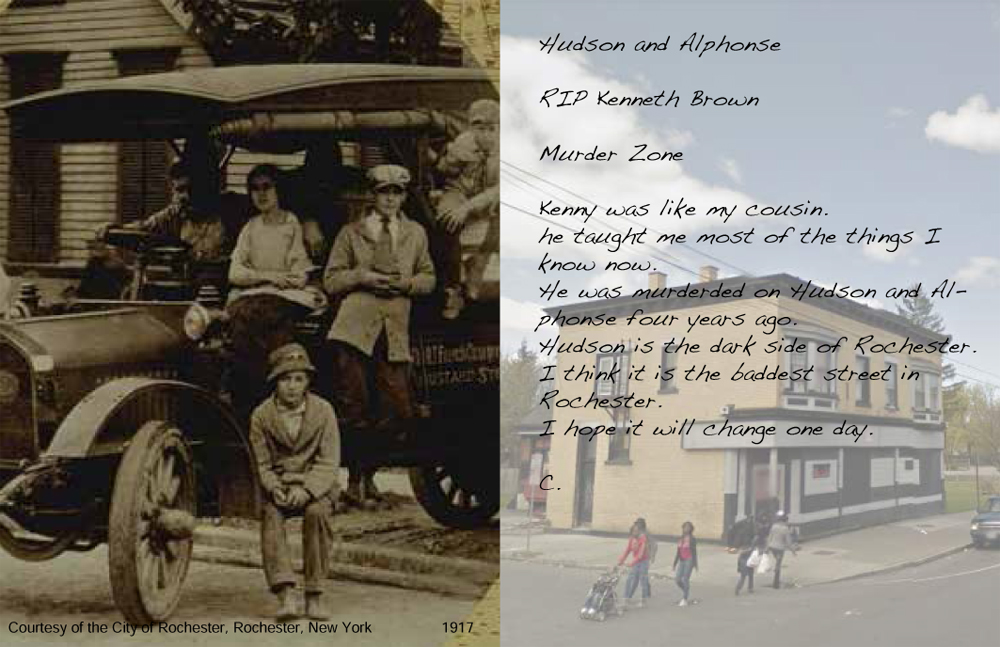 Hudson and Alphonse
RIP Kenneth Brown
Murder Zone
Kenny was like my cousin.
he taught me most of the things I
know now.
He was murderded on Hudson and Al-
phonse four years ago.
Hudson is the dark side of Rochester.
I think it is the baddest street in
Rochester.
I hope it will change one day.
C.
Courtesy of the City of Rochester, Rochester, New York 1917